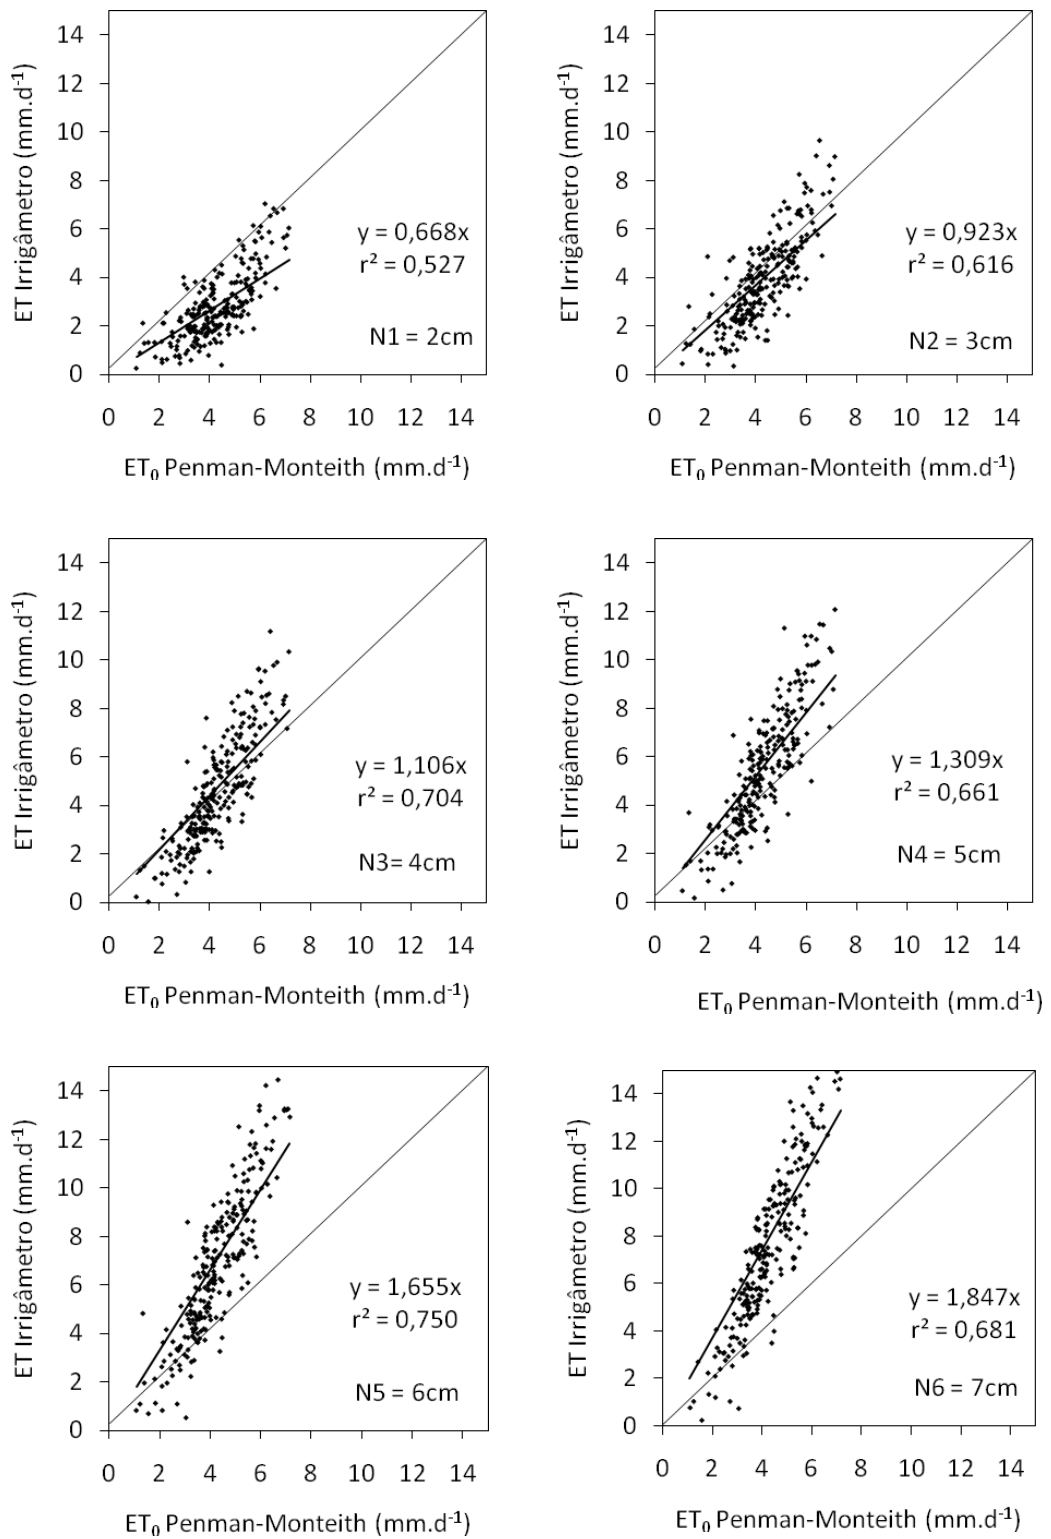 ET Irrigâmetro (mm.d⁻¹)
14
12
10
8
6
4
2
0
y = 0,668x
r² = 0,527
N1 = 2cm
0 2 4 6 8 10 12 14
ET₀ Penman-Monteith (mm.d⁻¹)
ET Irrigâmetro (mm.d⁻¹)
14
12
10
8
6
4
2
0
y = 0,923x
r² = 0,616
N2 = 3cm
0 2 4 6 8 10 12 14
ET₀ Penman-Monteith (mm.d⁻¹)
ET Irrigâmetro (mm.d⁻¹)
14
12
10
8
6
4
2
0
y = 1,106x
r² = 0,704
N3= 4cm
0 2 4 6 8 10 12 14
ET₀ Penman-Monteith (mm.d⁻¹)
ET Irrigâmetro (mm.d⁻¹)
14
12
10
8
6
4
2
0
y = 1,309x
r² = 0,661
N4 = 5cm
0 2 4 6 8 10 12 14
ET₀ Penman-Monteith (mm.d⁻¹)
ET Irrigâmetro (mm.d⁻¹)
14
12
10
8
6
4
2
0
y = 1,655x
r² = 0,750
N5 = 6cm
0 2 4 6 8 10 12 14
ET₀ Penman-Monteith (mm.d⁻¹)
ET Irrigâmetro (mm.d⁻¹)
14
12
10
8
6
4
2
0
y = 1,847x
r² = 0,681
N6 = 7cm
0 2 4 6 8 10 12 14
ET₀ Penman-Monteith (mm.d⁻¹)